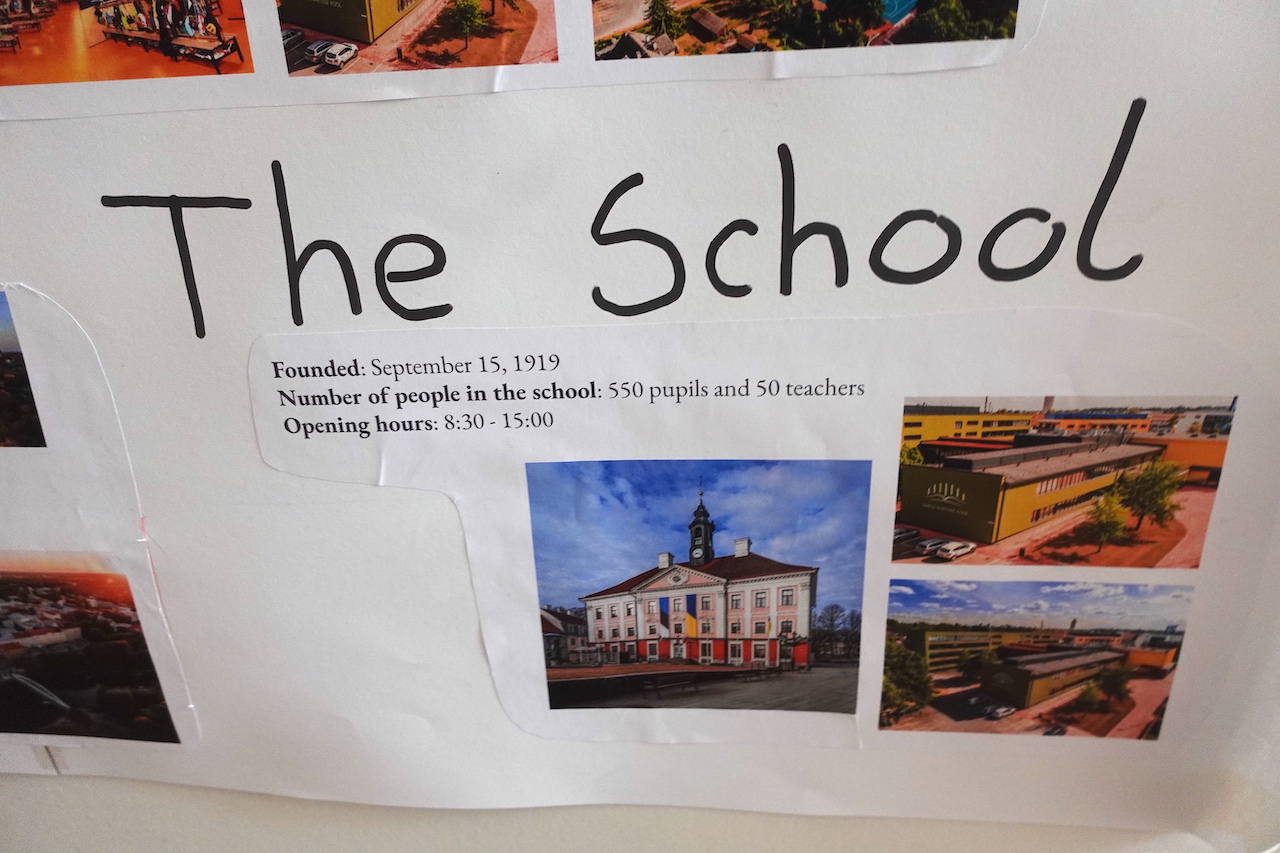 The School
Founded: September 15, 1919
Number of people in the school: 550 pupils and 50 teachers
Opening hours: 8:30 - 15:00